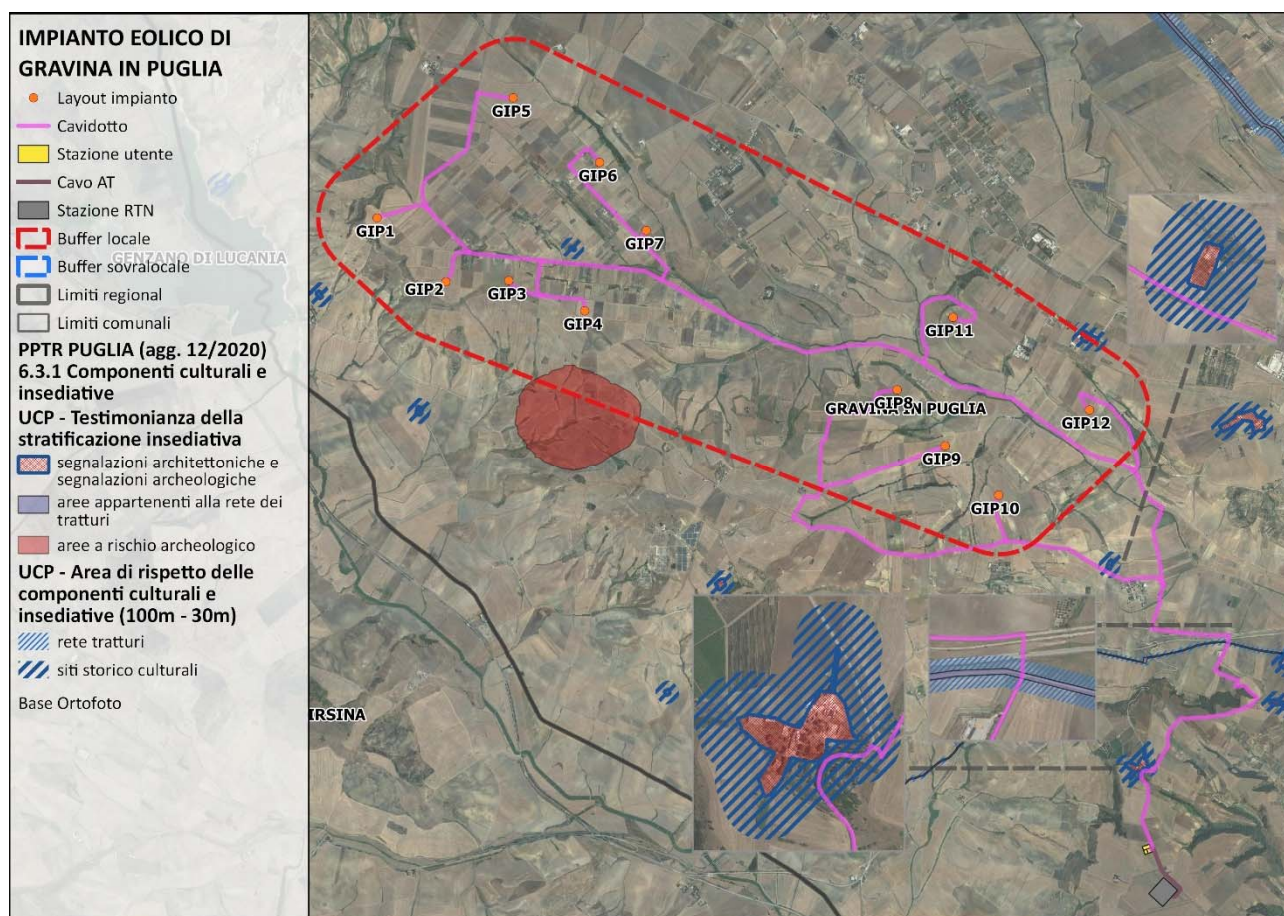 IMPIANTO EOLICO DI
GRAVINA IN PUGLIA
Layout impianto
Cavidotto
Stazione utente
Cavo AT
Stazione RTN
Buffer locale
Buffer sovralocale
Limiti regional
Limiti comunali
PPTR PUGLIA (agg. 12/2020)
6.3.1 Componenti culturali e
insediative
UCP - Testimonianza della
stratificazione insediativa
segnalazioni architettoniche e
segnalazioni archeologiche
aree appartenenti alla rete dei
tratturi
aree a rischio archeologico
UCP - Area di rispetto delle
componenti culturali e
insediative (100m - 30m)
rete tratturi
siti storico culturali
Base Ortofoto
GENZANO DI LUCANIA
GIP5
GIP6
GIP1
GIP7
GIP2
GIP3
GIP4
GIP11
GIP8
GRAVINA IN PUGLIA
GIP12
GIP9
GIP10
IRSINA